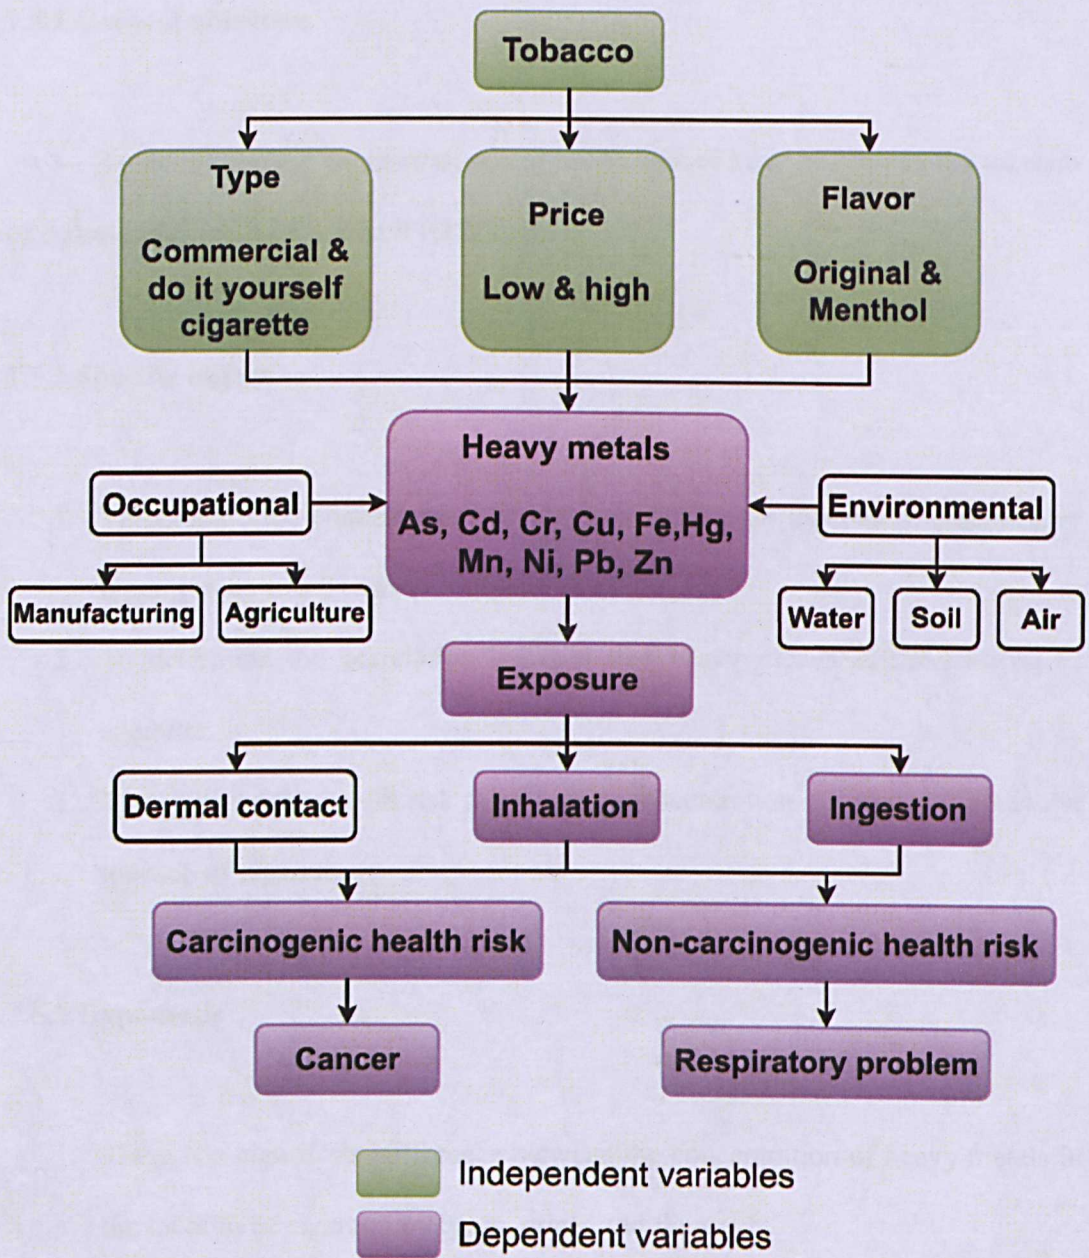 Tobacco
Type
Commercial &
do it yourself
cigarette
Price
Low & high
Flavor
Original &
Menthol
Heavy metals
As, Cd, Cr, Cu, Fe,Hg,
Mn, Ni, Pb, Zn
Occupational
Manufacturing
Agriculture
Environmental
Water
Soil
Air
Exposure
Dermal contact
Inhalation
Ingestion
Carcinogenic health risk
Non-carcinogenic health risk
Cancer
Respiratory problem
Independent variables
Dependent variables